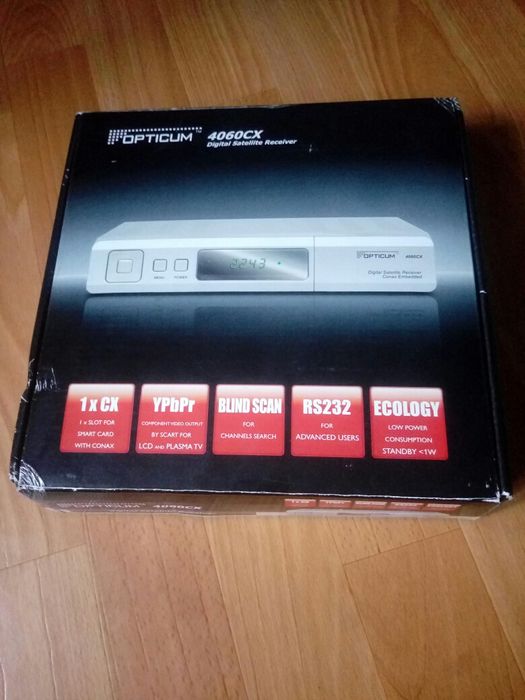 OPTICUM™ 4060CX
Digital Satellite Receiver
2243
MENU POWER
OPTICUM 4060CX
Digital Satellite Receiver
Conax Embedded
1 x CX
1 x SLOT FOR
SMART CARD
WITH CONAX
YPbPr
COMPONENT VIDEO OUTPUT
BY SCART FOR
LCD AND PLASMA TV
BLIND SCAN
FOR
CHANNELS SEARCH
RS232
FOR
ADVANCED USERS
ECOLOGY
LOW POWER
CONSUMPTION
STANDBY <1W
OPTICUM 4060CX